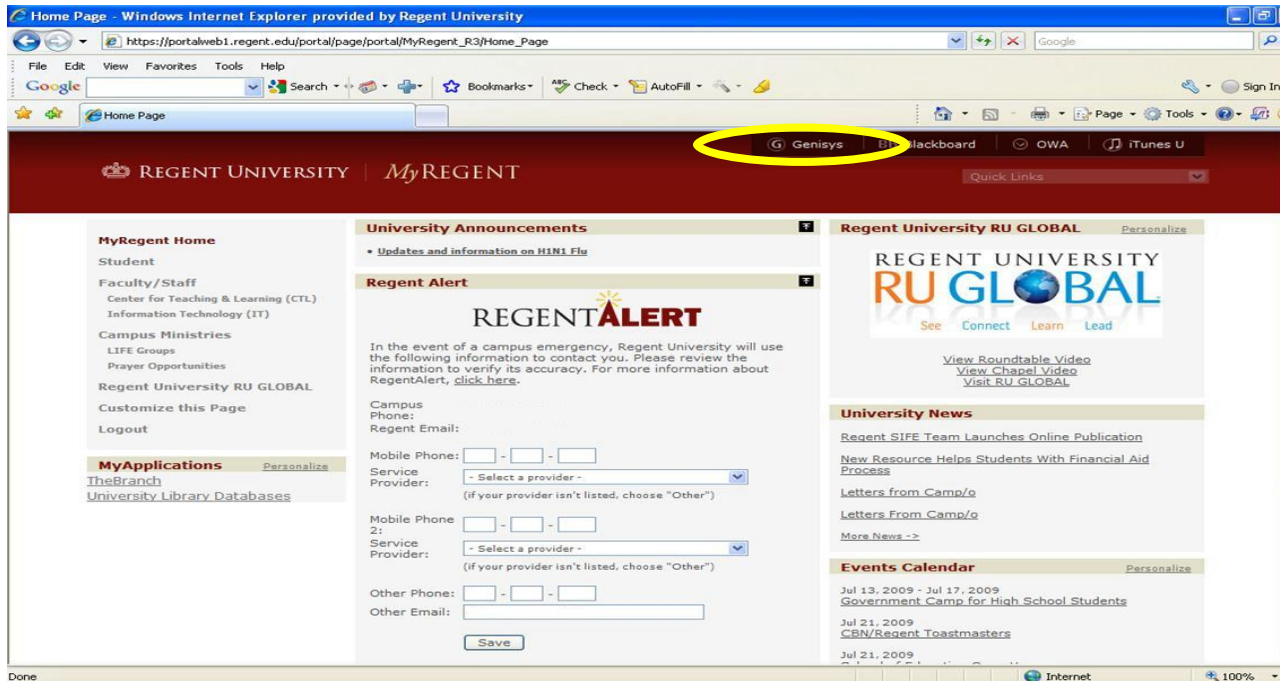 Home Page - Windows Internet Explorer provided by Regent University
https://portalweb1.regent.edu/portal/page/portal/MyRegent_R3/Home_Page
Google
File Edit View Favorites Tools Help
Google Search Bookmarks Check AutoFill Sign In
Home Page Page Tools
Genisys Blackboard OWA iTunes U
REGENT UNIVERSITY MyREGENT
Quick Links
MyRegent Home
Student
Faculty/Staff
Center for Teaching & Learning (CTL)
Information Technology (IT)
Campus Ministries
LIFE Groups
Prayer Opportunities
Regent University RU GLOBAL
Customize this Page
Logout
MyApplications Personalize
TheBranch
University Library Databases
University Announcements
• Updates and information on H1N1 Flu
Regent Alert
REGENTALERT
In the event of a campus emergency, Regent University will use
the following information to contact you. Please review the
information to verify its accuracy. For more information about
RegentAlert, click here.
Campus
Phone:
Regent Email:
Mobile Phone: - -
Service
Provider:
- Select a provider -
(if your provider isn't listed, choose "Other")
Mobile Phone
2: - -
Service
Provider:
- Select a provider -
(if your provider isn't listed, choose "Other")
Other Phone: - -
Other Email:
Save
Regent University RU GLOBAL Personalize
REGENT UNIVERSITY
RU GLOBAL
See Connect Learn Lead
View Roundtable Video
View Chapel Video
Visit RU GLOBAL
University News
Regent SIFE Team Launches Online Publication
New Resource Helps Students With Financial Aid
Process
Letters from Camp/o
Letters From Camp/o
More News ->
Events Calendar Personalize
Jul 13, 2009 - Jul 17, 2009
Government Camp for High School Students
Jul 21, 2009
CBN/Regent Toastmasters
Jul 21, 2009
Done Internet 100%